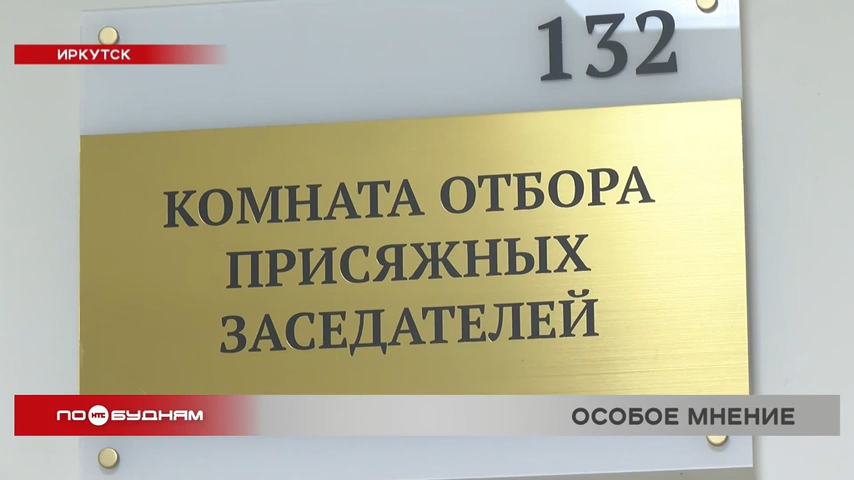 ИРКУТСК
132
КОМНАТА ОТБОРА
ПРИСЯЖНЫХ
ЗАСЕДАТЕЛЕЙ
ПО НТС БУДНЯМ
ОСОБОЕ МНЕНИЕ